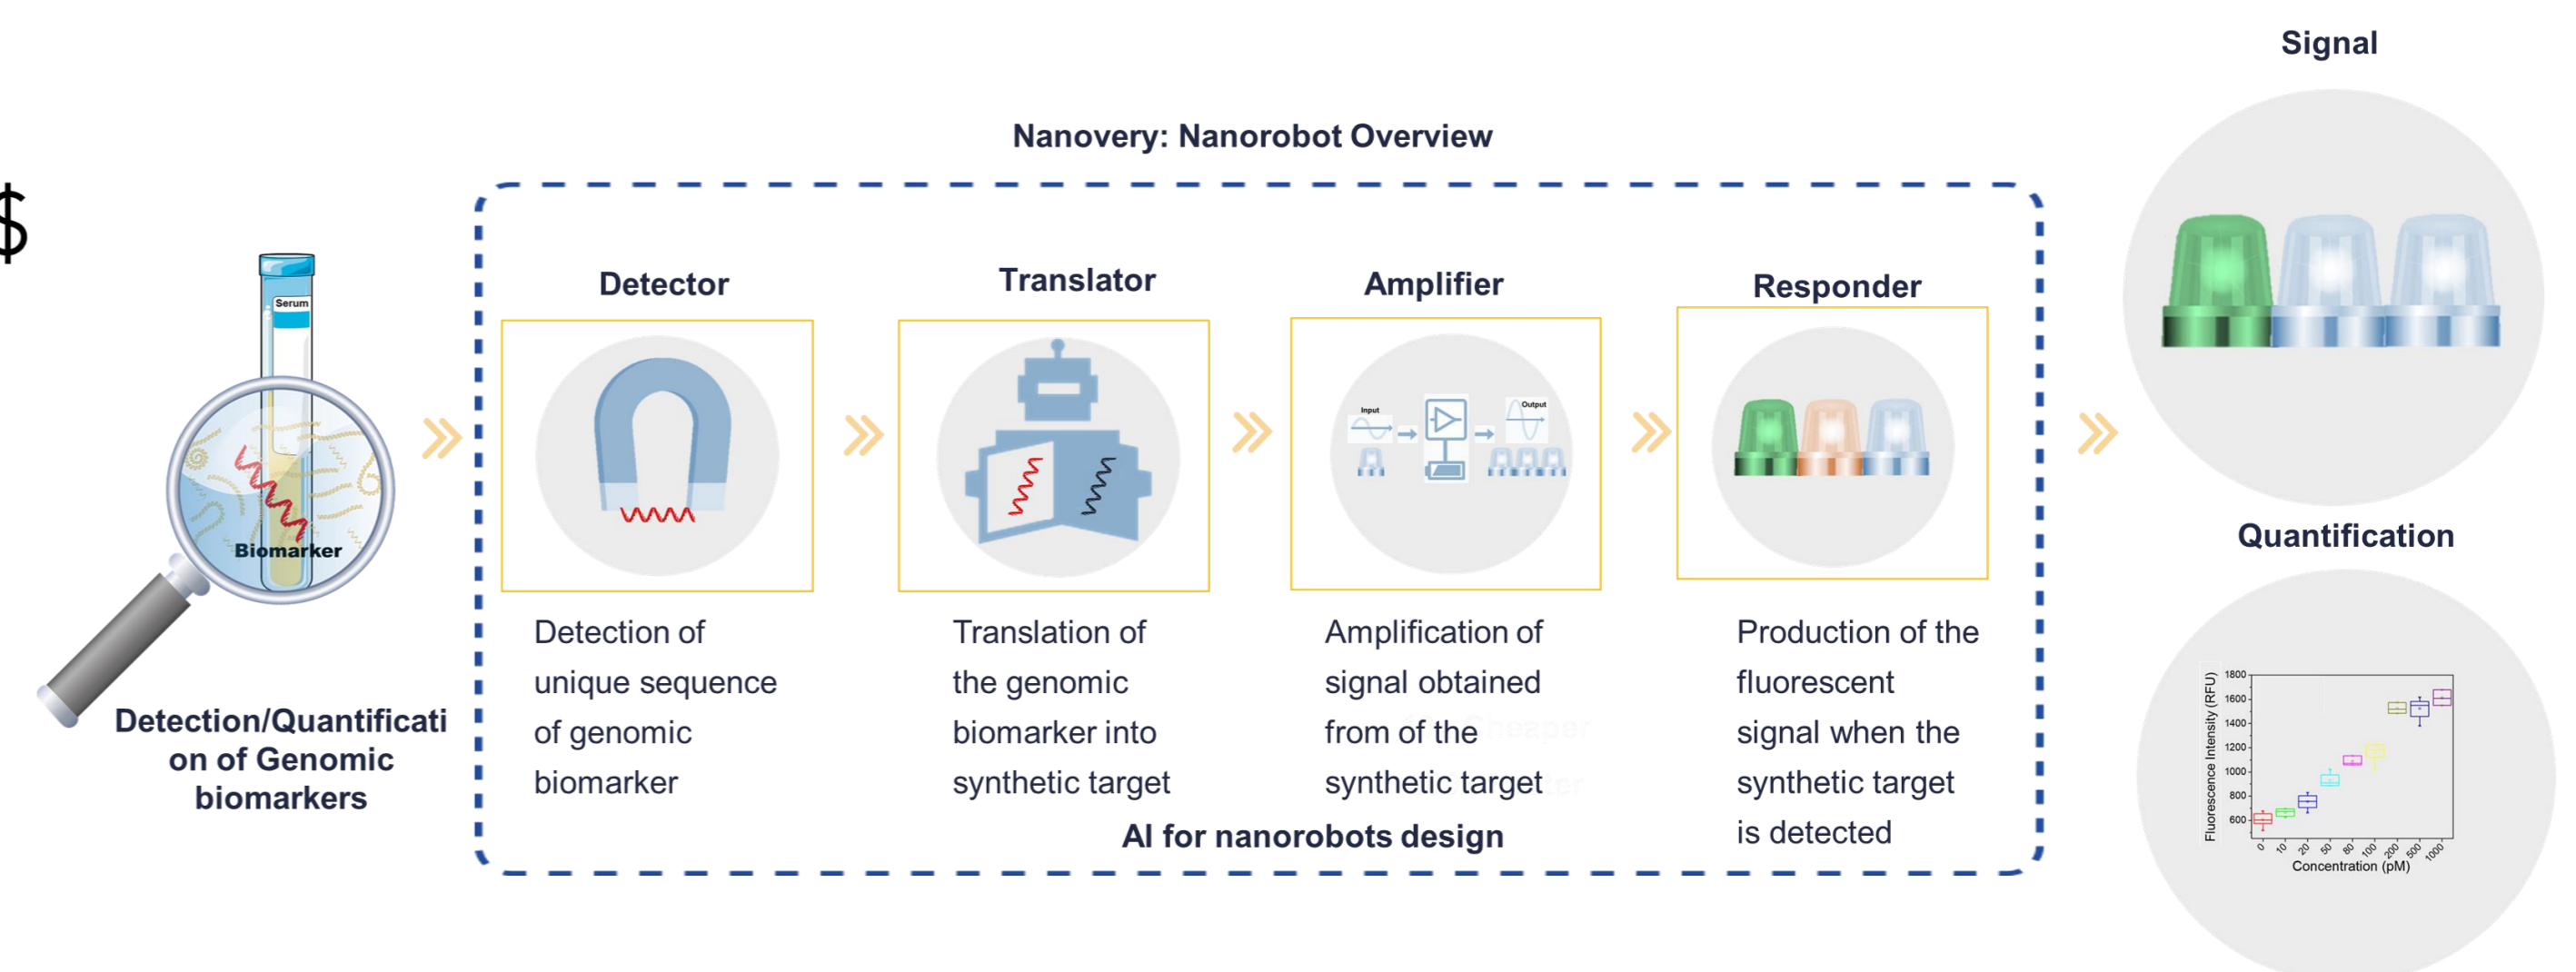 Signal
Nanovery: Nanorobot Overview
$
Serum
Biomarker
Detection/Quantificati
on of Genomic
biomarkers
Detector
Detection of
unique sequence
of genomic
biomarker
Translator
Translation of
the genomic
biomarker into
synthetic target
Amplifier
Input
Output
Amplification of
signal obtained
from of the
synthetic target
Cheaper
Responder
Production of the
fluorescent
signal when the
synthetic target
is detected
AI for nanorobots design
Quantification
Fluorescence Intensity (RFU)
1800
1600
1400
1200
1000
800
600
0 10 20 50 80 100 200 500 1000
Concentration (pM)